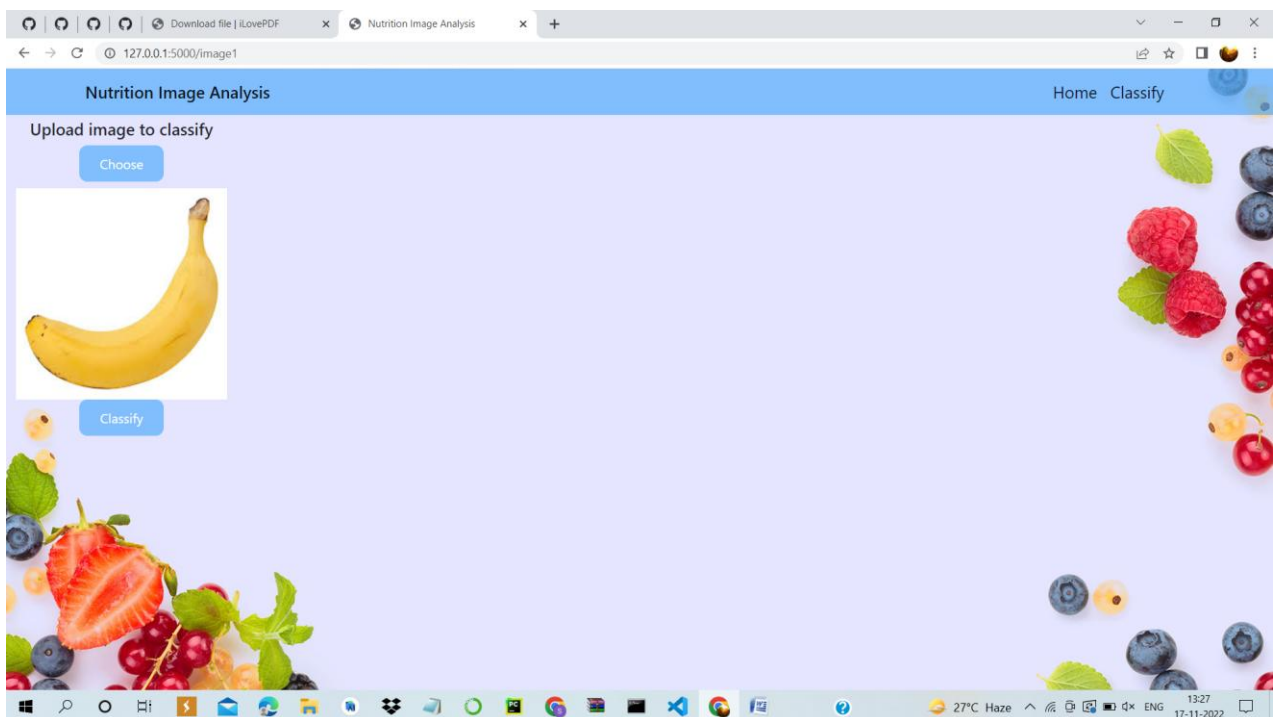 Download file | iLovePDF
Nutrition Image Analysis
127.0.0.1:5000/image1
Nutrition Image Analysis
Home Classify
Upload image to classify
Choose
Classify
27°C Haze
ENG
13:27
17-11-2022